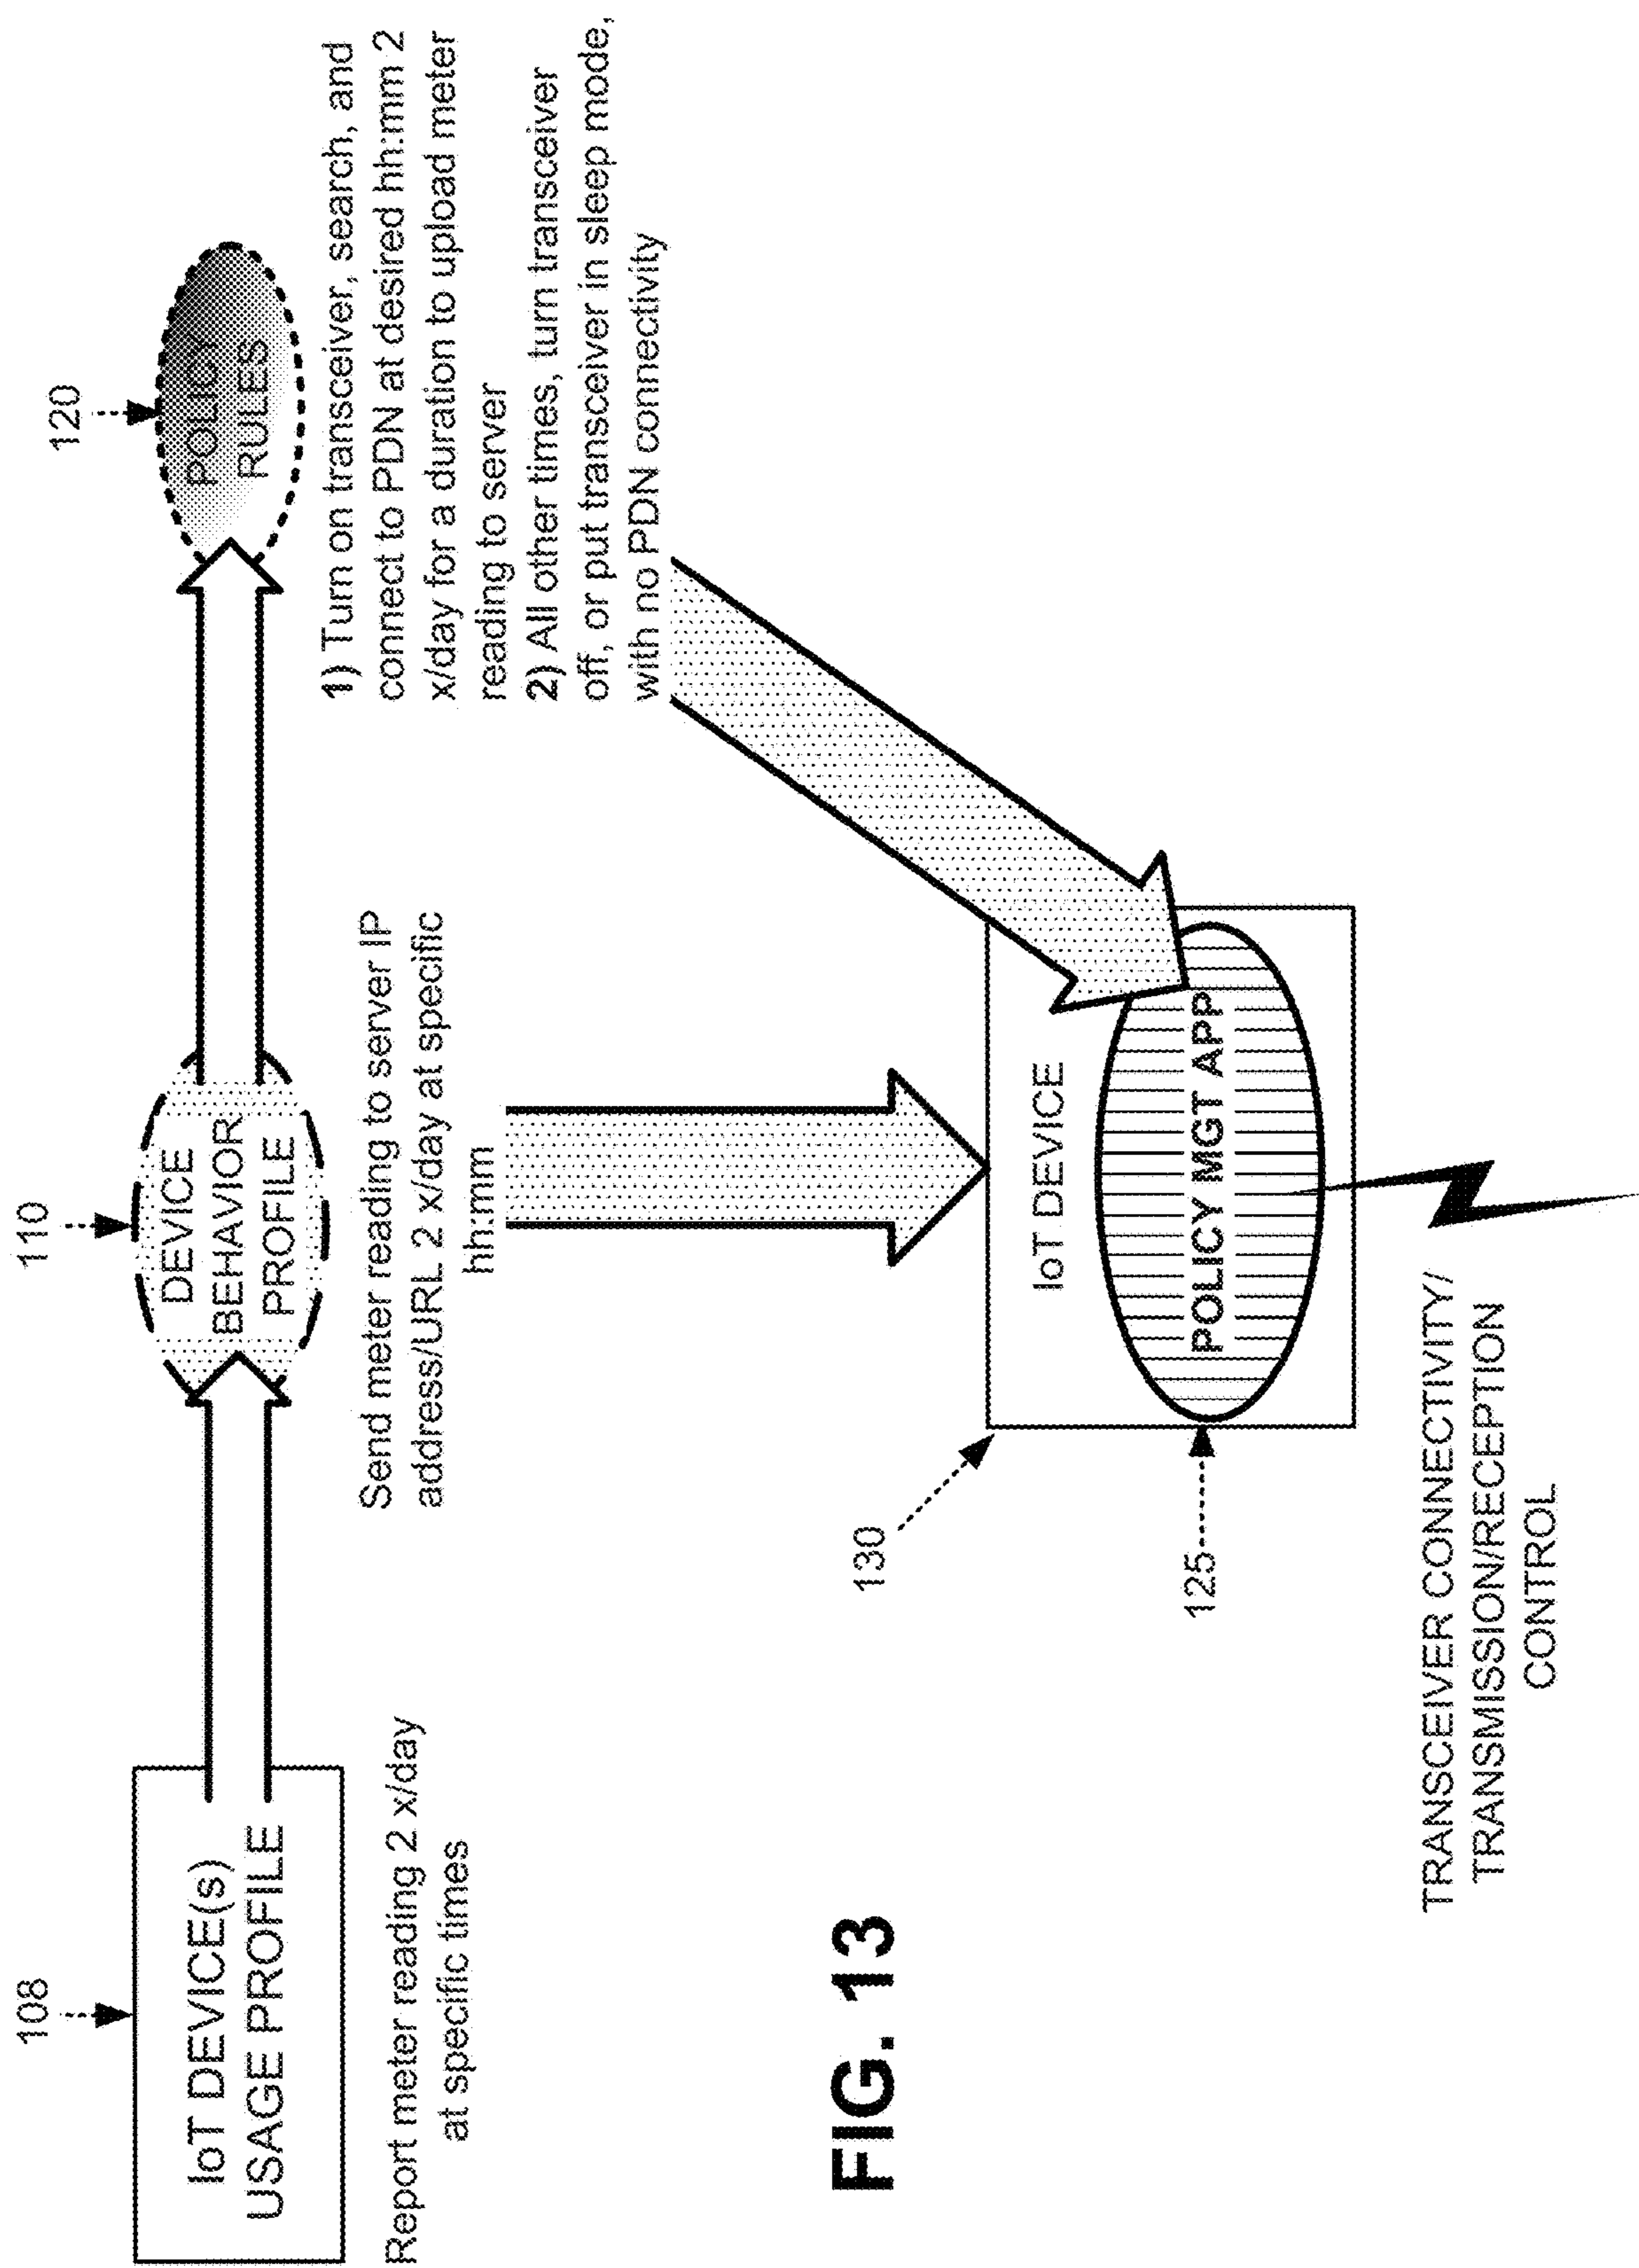 108
IoT DEVICE(s)
USAGE PROFILE
Report meter reading 2 x/day
at specific times
110
DEVICE
BEHAVIOR
PROFILE
Send meter reading to server IP
address/URL 2 x/day at specific
hh:mm
120
POLICY
RULES
1) Turn on transceiver, search, and
connect to PDN at desired hh:mm 2
x/day for a duration to upload meter
reading to server
2) All other times, turn transceiver
off, or put transceiver in sleep mode,
with no PDN connectivity
130
IoT DEVICE
125
POLICY MGT APP
TRANSCEIVER CONNECTIVITY/
TRANSMISSION/RECEPTION
CONTROL
FIG. 13